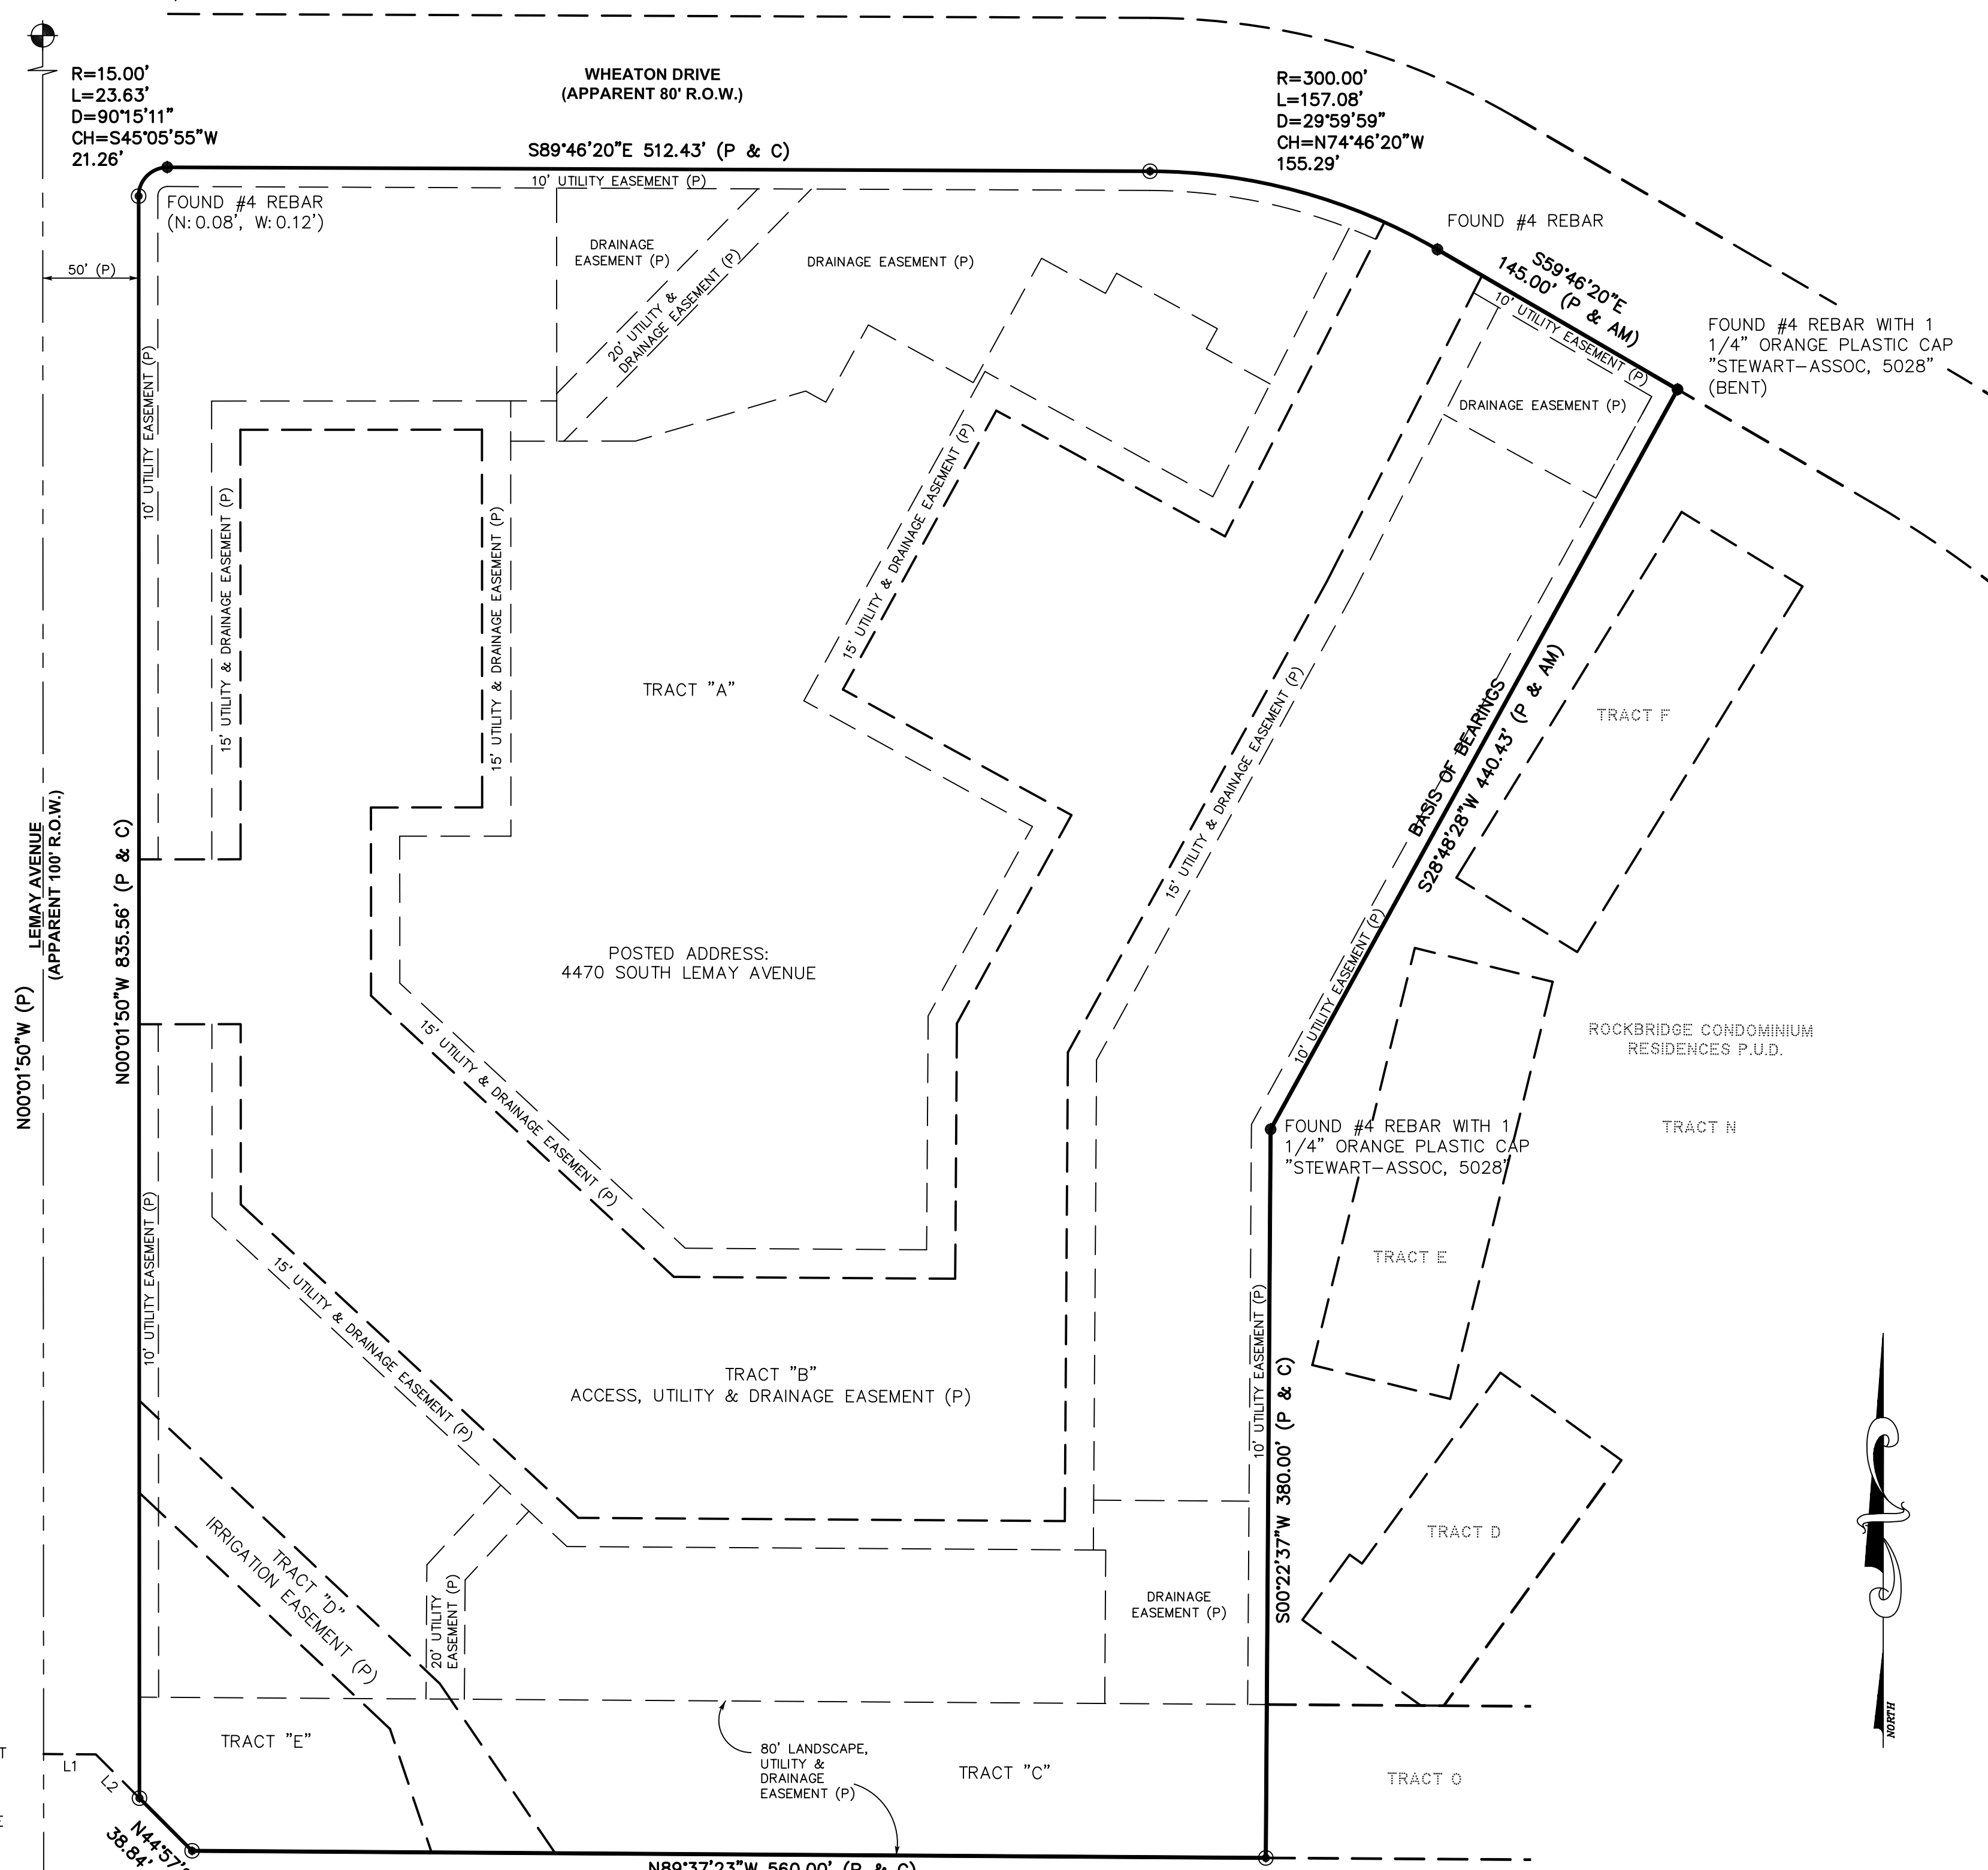 R=15.00'
L=23.63'
D=90°15'11"
CH=S45°05'55"W
21.26'
WHEATON DRIVE
(APPARENT 80' R.O.W.)
R=300.00'
L=157.08'
D=29°59'59"
CH=N74°46'20"W
155.29'
S89°46'20"E 512.43' (P & C)
10' UTILITY EASEMENT (P)
FOUND #4 REBAR
(N: 0.08', W: 0.12')
FOUND #4 REBAR
50' (P)
DRAINAGE
EASEMENT (P)
20' UTILITY &
DRAINAGE EASEMENT (P)
DRAINAGE EASEMENT (P)
S59°46'20"E
145.00' (P & AM)
10' UTILITY EASEMENT (P)
FOUND #4 REBAR WITH 1
1/4" ORANGE PLASTIC CAP
"STEWART-ASSOC, 5028"
(BENT)
DRAINAGE EASEMENT (P)
10' UTILITY EASEMENT (P)
15' UTILITY & DRAINAGE EASEMENT (P)
15' UTILITY & DRAINAGE EASEMENT (P)
15' UTILITY & DRAINAGE EASEMENT (P)
TRACT "A"
15' UTILITY & DRAINAGE EASEMENT (P)
BASIS OF BEARINGS
S28°48'28"W 440.43' (P & AM)
TRACT F
LEMAY AVENUE
(APPARENT 100' R.O.W.)
N00°01'50"W (P)
N00°01'50"W 835.56' (P & C)
POSTED ADDRESS:
4470 SOUTH LEMAY AVENUE
10' UTILITY EASEMENT (P)
15' UTILITY & DRAINAGE EASEMENT (P)
ROCKBRIDGE CONDOMINIUM
RESIDENCES P.U.D.
TRACT N
FOUND #4 REBAR WITH 1
1/4" ORANGE PLASTIC CAP
"STEWART-ASSOC, 5028"
10' UTILITY EASEMENT (P)
15' UTILITY & DRAINAGE EASEMENT (P)
TRACT E
TRACT "B"
ACCESS, UTILITY & DRAINAGE EASEMENT (P)
10' UTILITY EASEMENT (P)
S00°22'37"W 380.00' (P & C)
TRACT D
TRACT "D"
IRRIGATION EASEMENT (P)
20' UTILITY
EASEMENT (P)
DRAINAGE
EASEMENT (P)
NORTH
TRACT "E"
80' LANDSCAPE,
UTILITY &
DRAINAGE
EASEMENT (P)
TRACT "C"
TRACT O
T
L1
L2
E
N44°57'
38.84'
N89°37'23"W 560.00' (P & C)